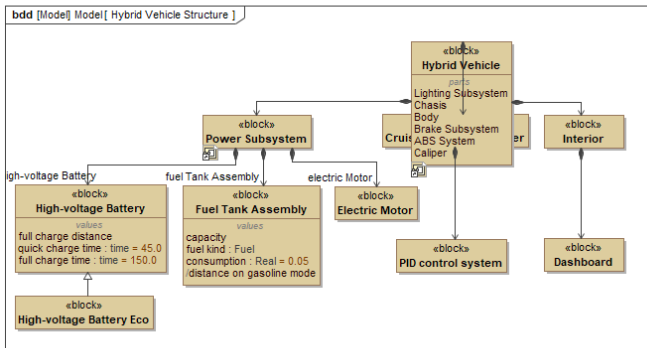 bdd [Model] Model[ Hybrid Vehicle Structure ]
«block»
Hybrid Vehicle
parts
Lighting Subsystem
Chasis
Body
Brake Subsystem
ABS System
Caliper
«block»
Power Subsystem
Cruis
er
«block»
Interior
igh-voltage Battery
fuel Tank Assembly
electric Motor
«block»
High-voltage Battery
values
full charge distance
quick charge time : time = 45.0
full charge time : time = 150.0
«block»
Fuel Tank Assembly
values
capacity
fuel kind : Fuel
consumption : Real = 0.05
/distance on gasoline mode
«block»
Electric Motor
«block»
PID control system
«block»
Dashboard
«block»
High-voltage Battery Eco